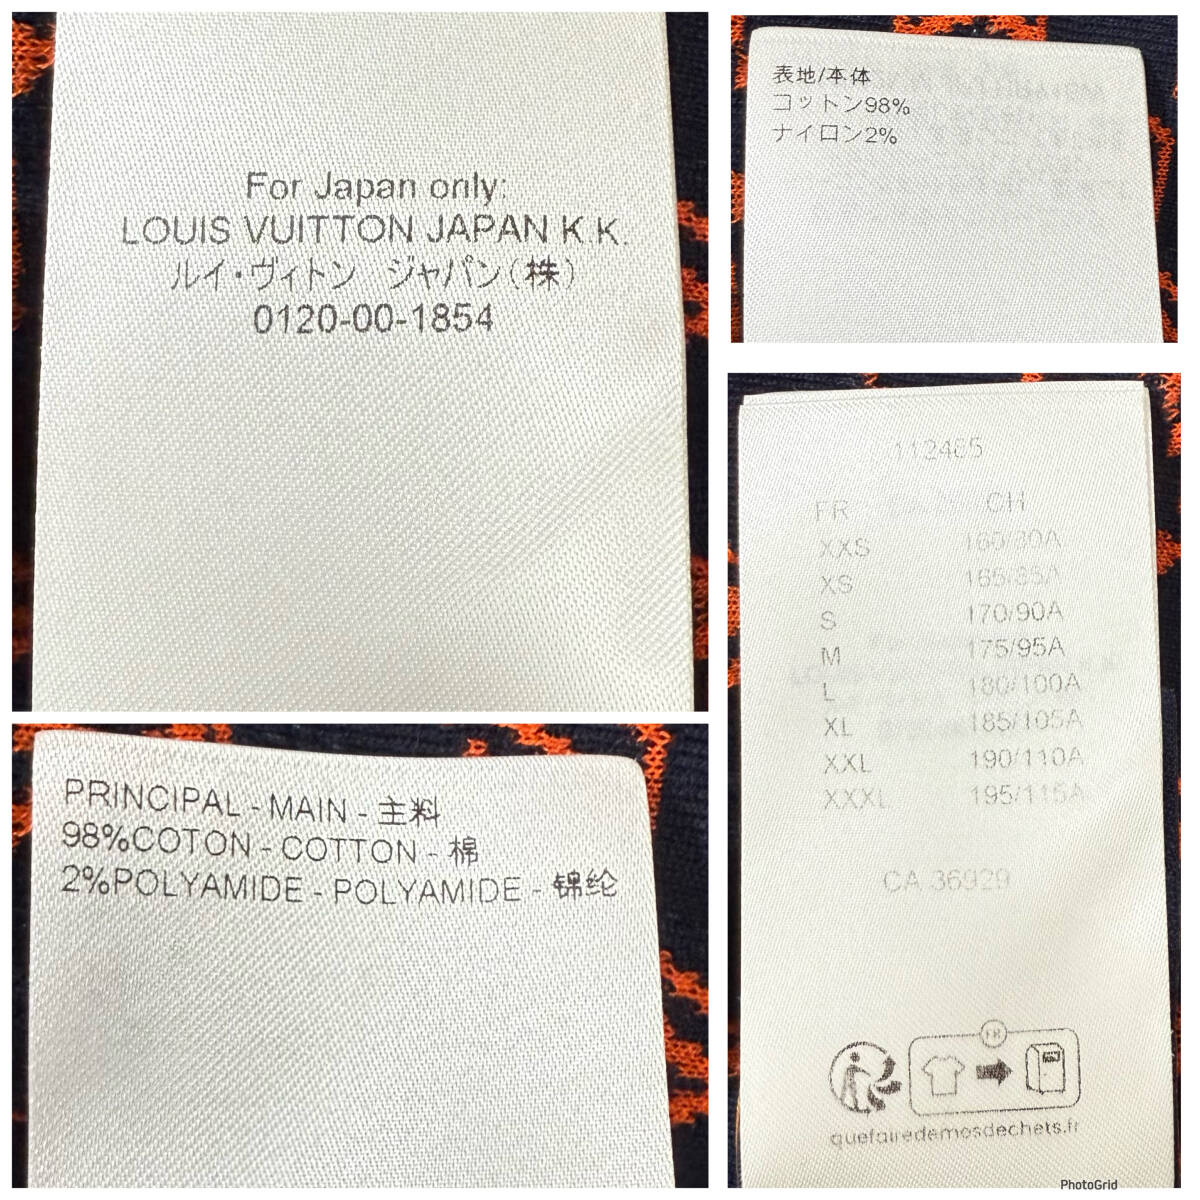 For Japan only:
LOUIS VUITTON JAPAN K.K.
ルイ・ヴィトン　ジャパン(株)
0120-00-1854
表地/本体
コットン98%
ナイロン2%
PRINCIPAL - MAIN - 主料
98%COTON - COTTON - 棉
2%POLYAMIDE - POLYAMIDE - 锦纶
112485
FR CH
XXS 160/80A
XS 165/85A
S 170/90A
M 175/95A
L 180/100A
XL 185/105A
XXL 190/110A
XXXL 195/115A
CA 36929
FR
quefairedemesdechets.fr
PhotoGrid